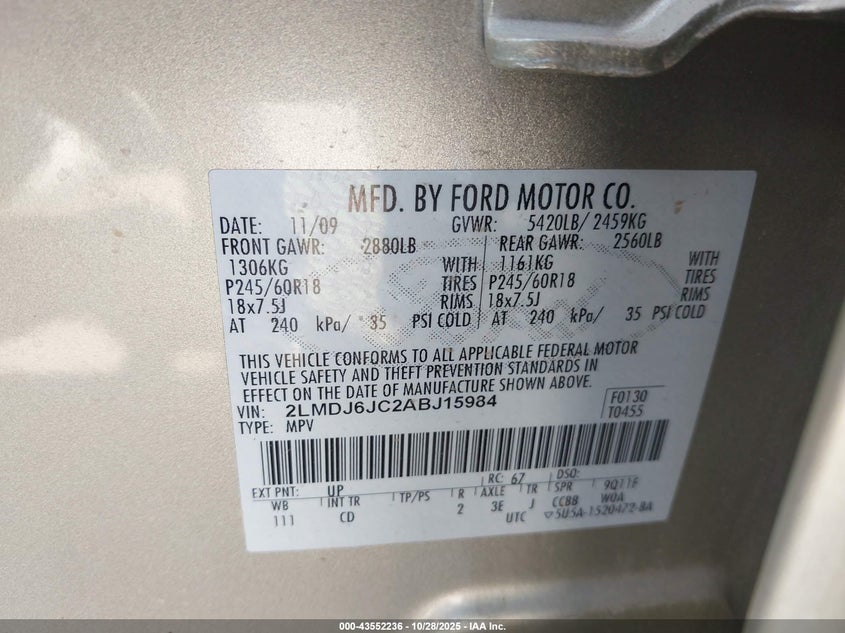 MFD. BY FORD MOTOR CO.
DATE: 11/09 GVWR: 5420LB/ 2459KG
FRONT GAWR: 2880LB REAR GAWR: 2560LB
1306KG WITH 1161KG WITH
P245/60R18 TIRES P245/60R18 TIRES
18x7.5J RIMS 18x7.5J RIMS
AT 240 kPa/ 35 PSI COLD AT 240 kPa/ 35 PSI COLD
THIS VEHICLE CONFORMS TO ALL APPLICABLE FEDERAL MOTOR
VEHICLE SAFETY AND THEFT PREVENTION STANDARDS IN
EFFECT ON THE DATE OF MANUFACTURE SHOWN ABOVE.
VIN: 2LMDJ6JC2ABJ15984 F0130
TYPE: MPV T0455
RC: 67 DSO:
EXT PNT: UP
WB INT TR TP/PS R AXLE TR SPR
111 CD 2 3E J CCBB WOA
UTC ▽5U5A-1520472-BA
000-43552236 - 10/28/2025 - IAA Inc.